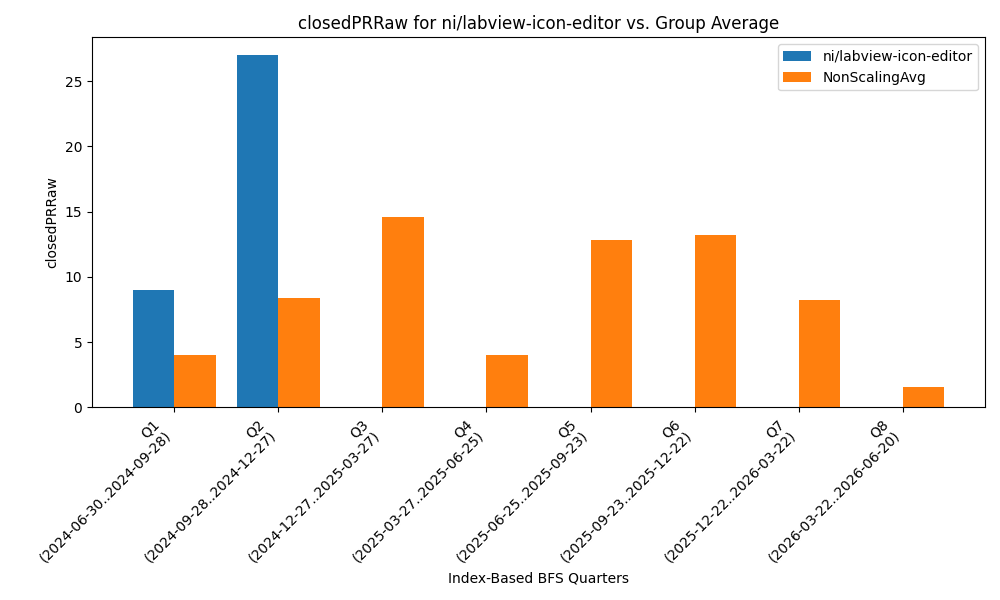 closedPRRaw for ni/labview-icon-editor vs. Group Average
ni/labview-icon-editor
NonScalingAvg
closedPRRaw
25
20
15
10
5
0
Q1
(2024-06-30..2024-09-28)
Q2
(2024-09-28..2024-12-27)
Q3
(2024-12-27..2025-03-27)
Q4
(2025-03-27..2025-06-25)
Q5
(2025-06-25..2025-09-23)
Q6
(2025-09-23..2025-12-22)
Q7
(2025-12-22..2026-03-22)
Q8
(2026-03-22..2026-06-20)
Index-Based BFS Quarters